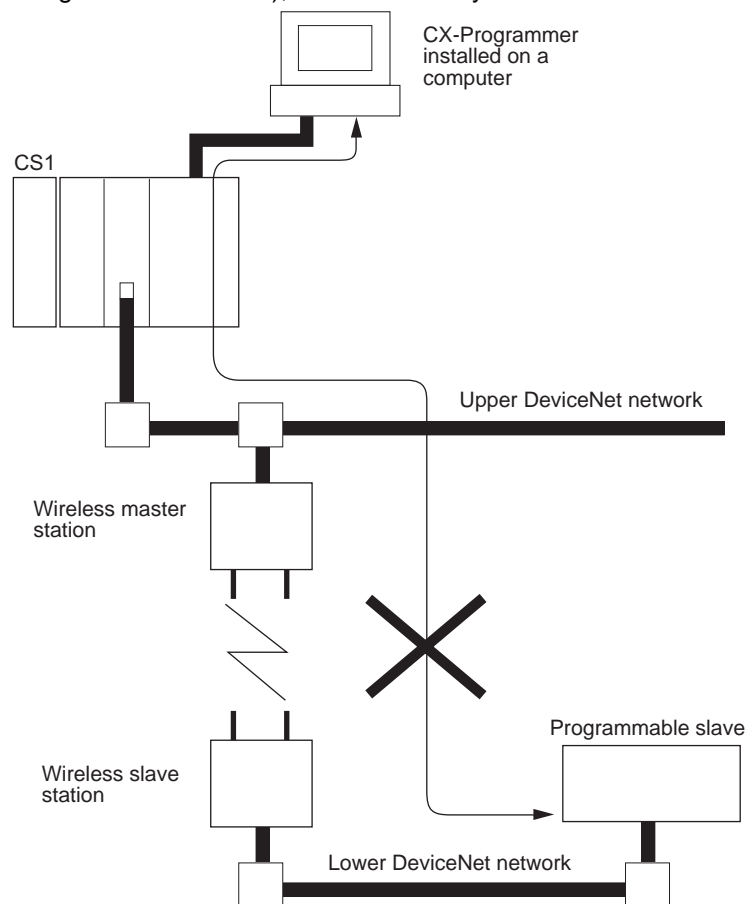 CX-Programmer
installed on a
computer
CS1
Upper DeviceNet network
Wireless master
station
Programmable slave
Wireless slave
station
Lower DeviceNet network